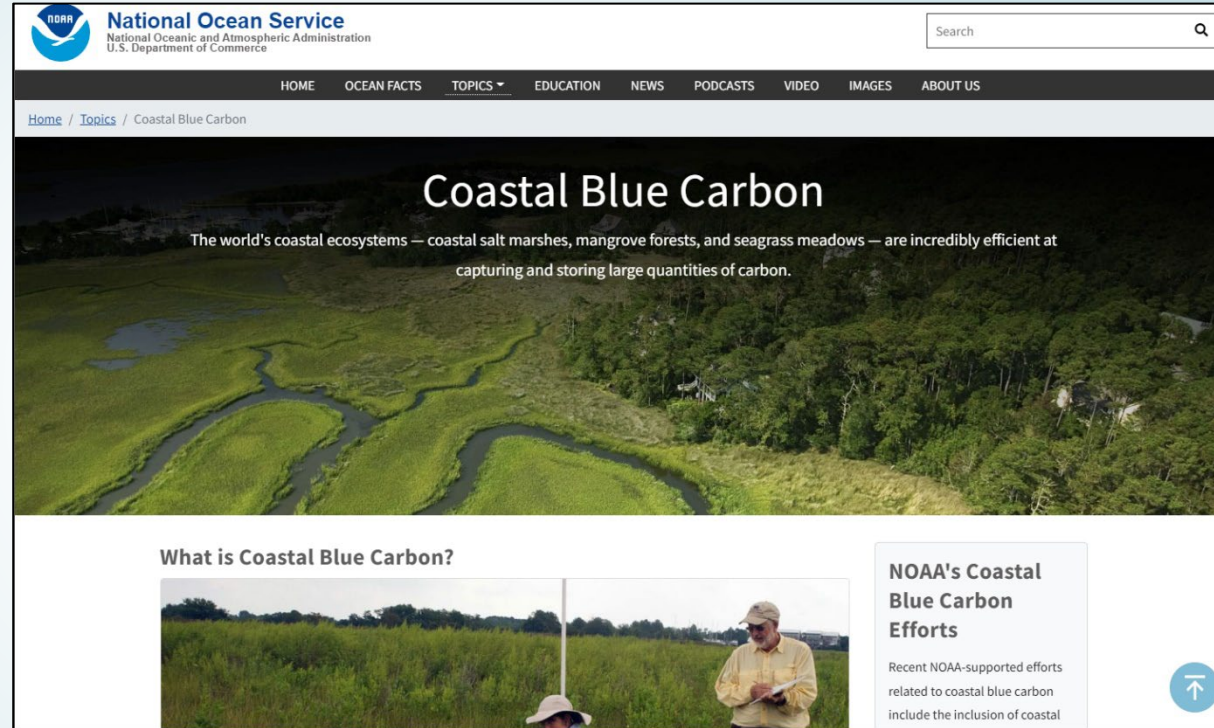 NOAA
National Ocean Service
National Oceanic and Atmospheric Administration
U.S. Department of Commerce
Search
HOME OCEAN FACTS TOPICS EDUCATION NEWS PODCASTS VIDEO IMAGES ABOUT US
Home / Topics / Coastal Blue Carbon
Coastal Blue Carbon
The world's coastal ecosystems — coastal salt marshes, mangrove forests, and seagrass meadows — are incredibly efficient at
capturing and storing large quantities of carbon.
What is Coastal Blue Carbon?
NOAA's Coastal
Blue Carbon
Efforts
Recent NOAA-supported efforts
related to coastal blue carbon
include the inclusion of coastal